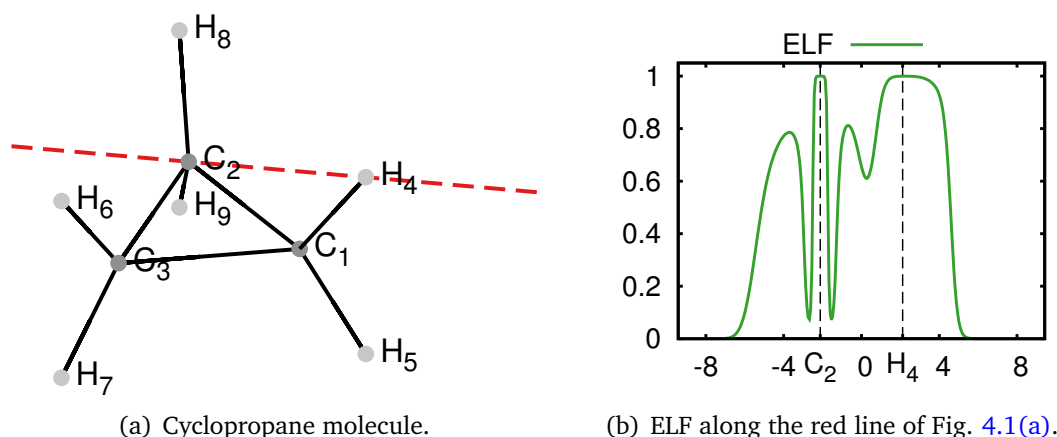 H8
C2
H4
H6
H9
C3
C1
H5
H7
(a) Cyclopropane molecule.
ELF
1
0.8
0.6
0.4
0.2
0
-8 -4 C2 0 H4 4 8
(b) ELF along the red line of Fig. 4.1(a).